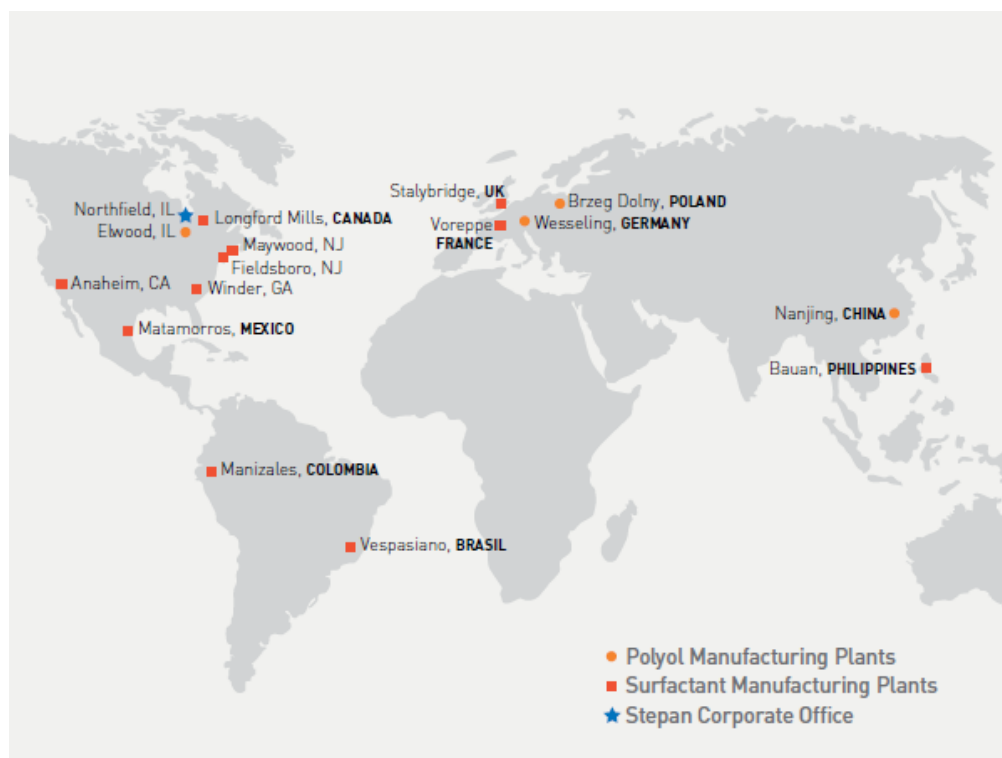 Northfield, IL
Elwood, IL
Longford Mills, CANADA
Maywood, NJ
Fieldsboro, NJ
Anaheim, CA
Winder, GA
Matamorros, MEXICO
Manizales, COLOMBIA
Vespasiano, BRASIL
Stalybridge, UK
Voreppe
FRANCE
Brzeg Dolny, POLAND
Wesseling, GERMANY
Nanjing, CHINA
Bauan, PHILIPPINES
Polyol Manufacturing Plants
Surfactant Manufacturing Plants
Stepan Corporate Office